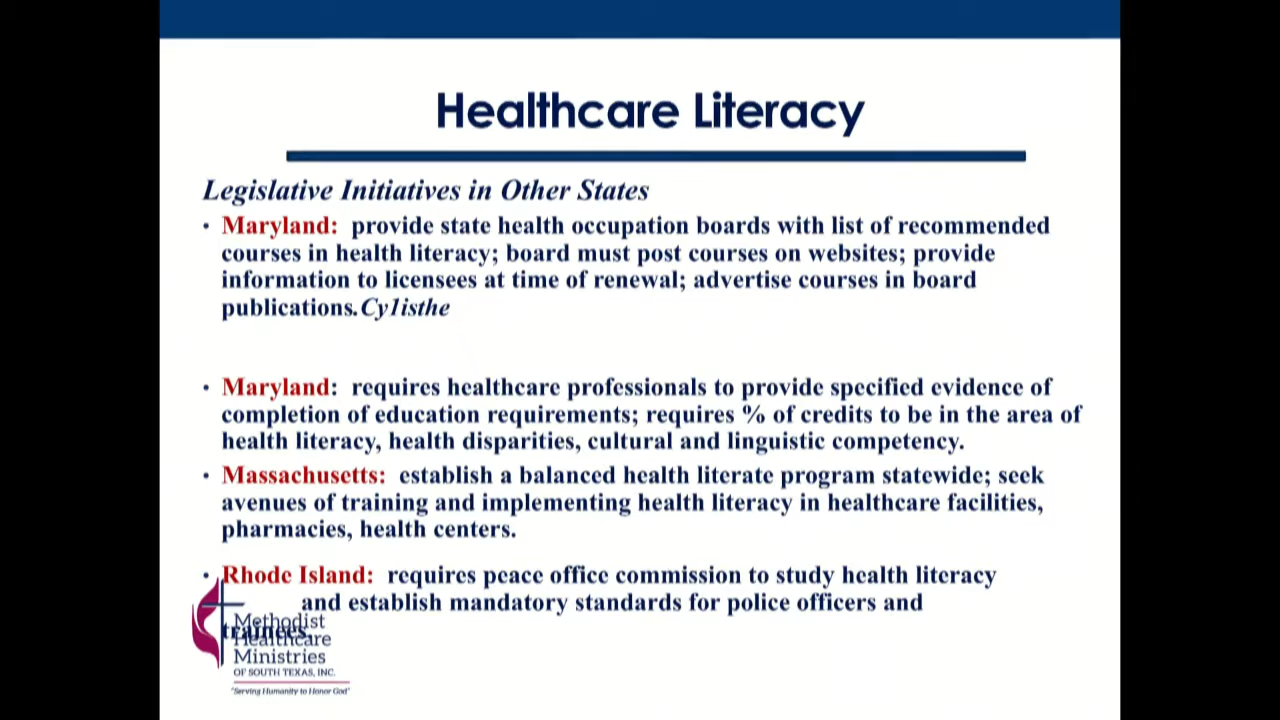 Healthcare Literacy
Legislative Initiatives in Other States
• Maryland: provide state health occupation boards with list of recommended
courses in health literacy; board must post courses on websites; provide
information to licensees at time of renewal; advertise courses in board
publications.Cy1isthe
• Maryland: requires healthcare professionals to provide specified evidence of
completion of education requirements; requires % of credits to be in the area of
health literacy, health disparities, cultural and linguistic competency.
• Massachusetts: establish a balanced health literate program statewide; seek
avenues of training and implementing health literacy in healthcare facilities,
pharmacies, health centers.
• Rhode Island: requires peace office commission to study health literacy
and establish mandatory standards for police officers and
trainees.
Methodist
Healthcare
Ministries
OF SOUTH TEXAS, INC.
"Serving Humanity to Honor God"